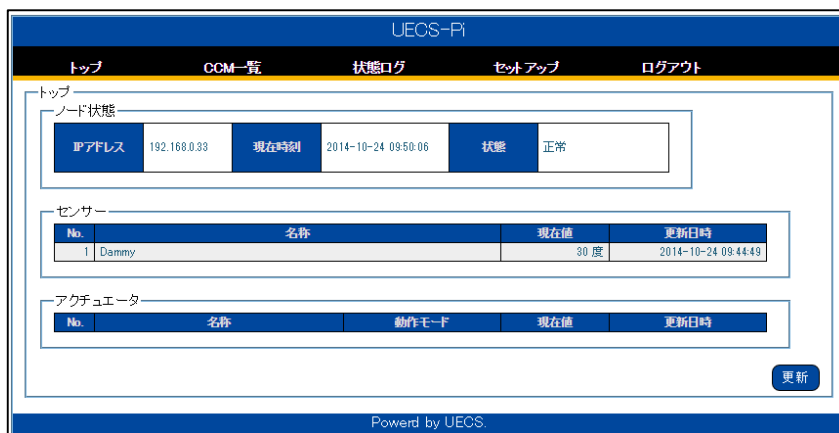 UECS-Pi
トップ CCM一覧 状態ログ セットアップ ログアウト
トップ
ノード状態
IPアドレス 192.168.0.33 現在時刻 2014-10-24 09:50:06 状態 正常
センサー
No. 名称 現在値 更新日時
1 Dammy 30 度 2014-10-24 09:44:49
アクチュエータ
No. 名称 動作モード 現在値 更新日時
更新
Powerd by UECS.